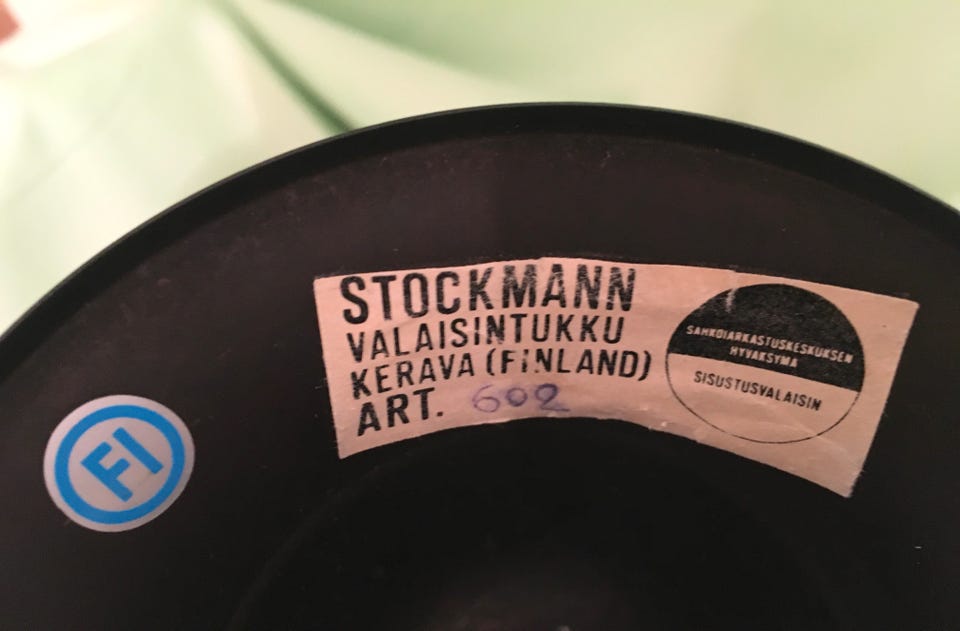 STOCKMANN
VALAISINTUKKU
KERAVA (FINLAND)
ART. 602
SAHKOTARKASTUSKESKUKSEN
HYVAKSYMA
SISUSTUSVALAISIN
FI